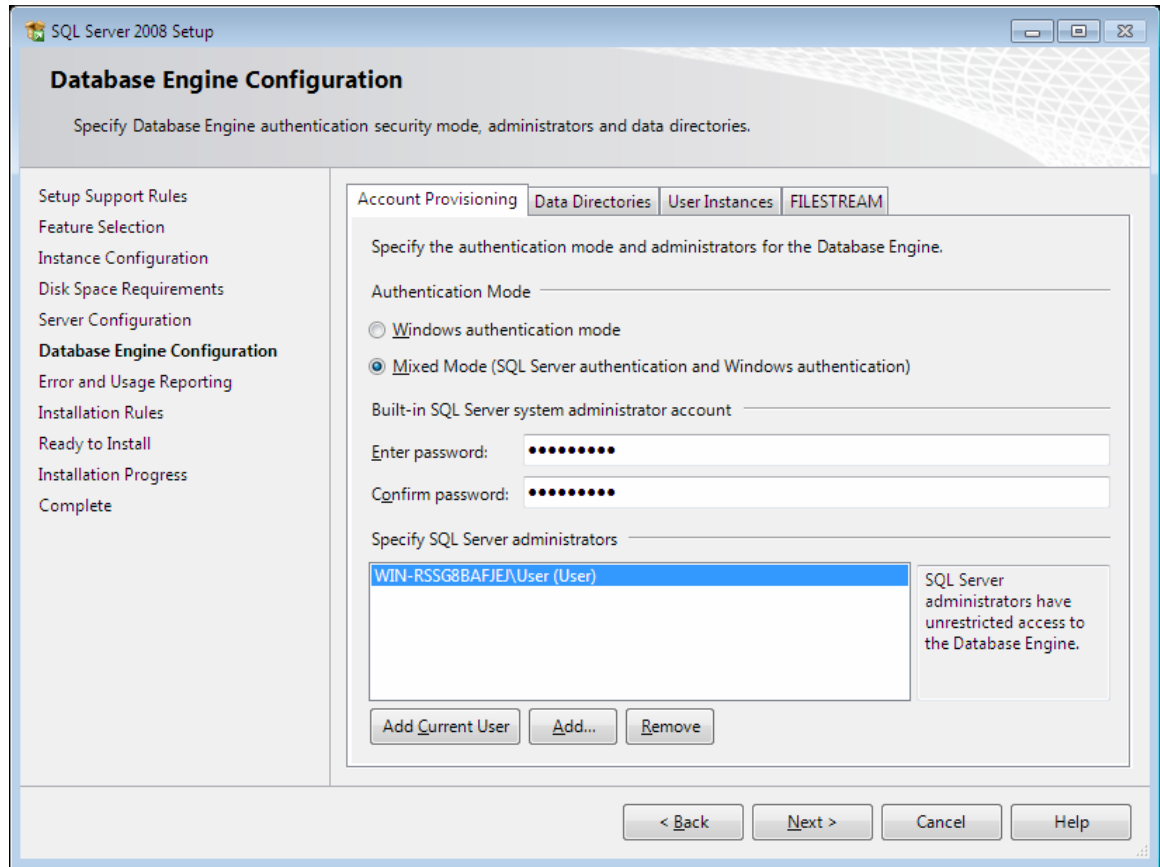 SQL Server 2008 Setup
Database Engine Configuration
Specify Database Engine authentication security mode, administrators and data directories.
Setup Support Rules
Feature Selection
Instance Configuration
Disk Space Requirements
Server Configuration
Database Engine Configuration
Error and Usage Reporting
Installation Rules
Ready to Install
Installation Progress
Complete
Account Provisioning Data Directories User Instances FILESTREAM
Specify the authentication mode and administrators for the Database Engine.
Authentication Mode
Windows authentication mode
Mixed Mode (SQL Server authentication and Windows authentication)
Built-in SQL Server system administrator account
Enter password: •••••••••
Confirm password: •••••••••
Specify SQL Server administrators
WIN-RSSG8BAFJEJ\User (User)
SQL Server
administrators have
unrestricted access to
the Database Engine.
Add Current User Add... Remove
< Back Next > Cancel Help